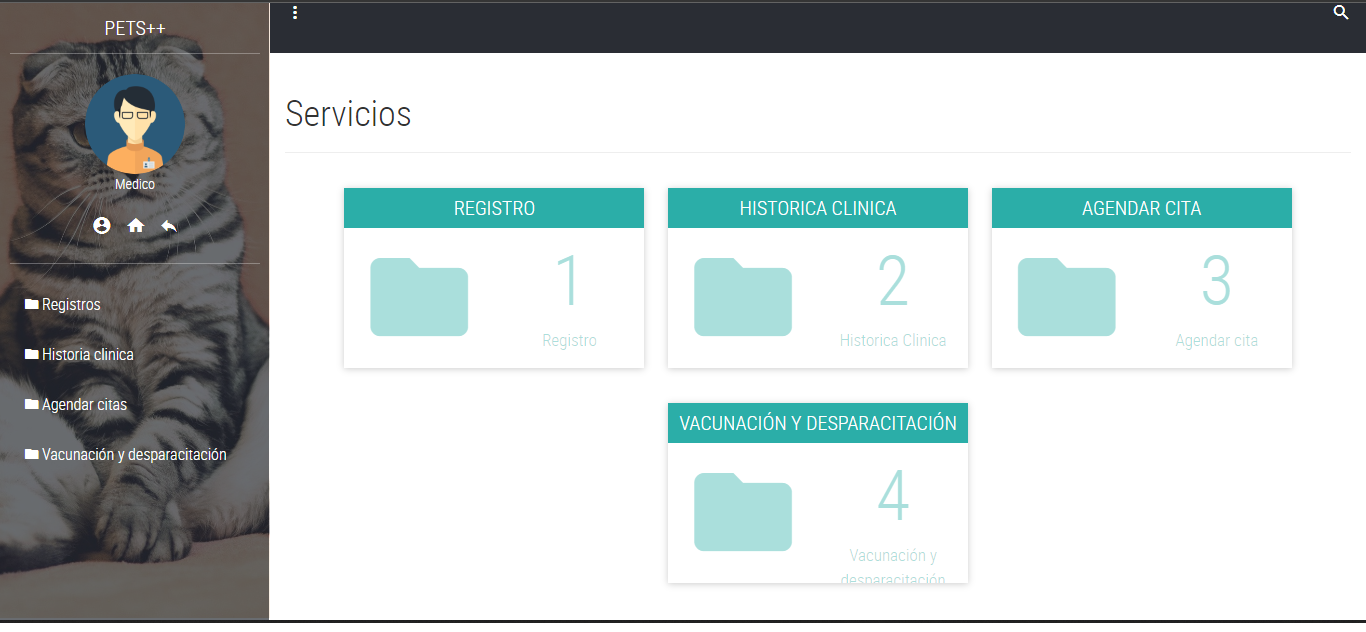 PETS++
Medico
Registros
Historia clinica
Agendar citas
Vacunación y desparacitación
Servicios
REGISTRO
1
Registro
HISTORICA CLINICA
2
Historica Clinica
AGENDAR CITA
3
Agendar cita
VACUNACIÓN Y DESPARACITACIÓN
4
Vacunación y
desparacitación